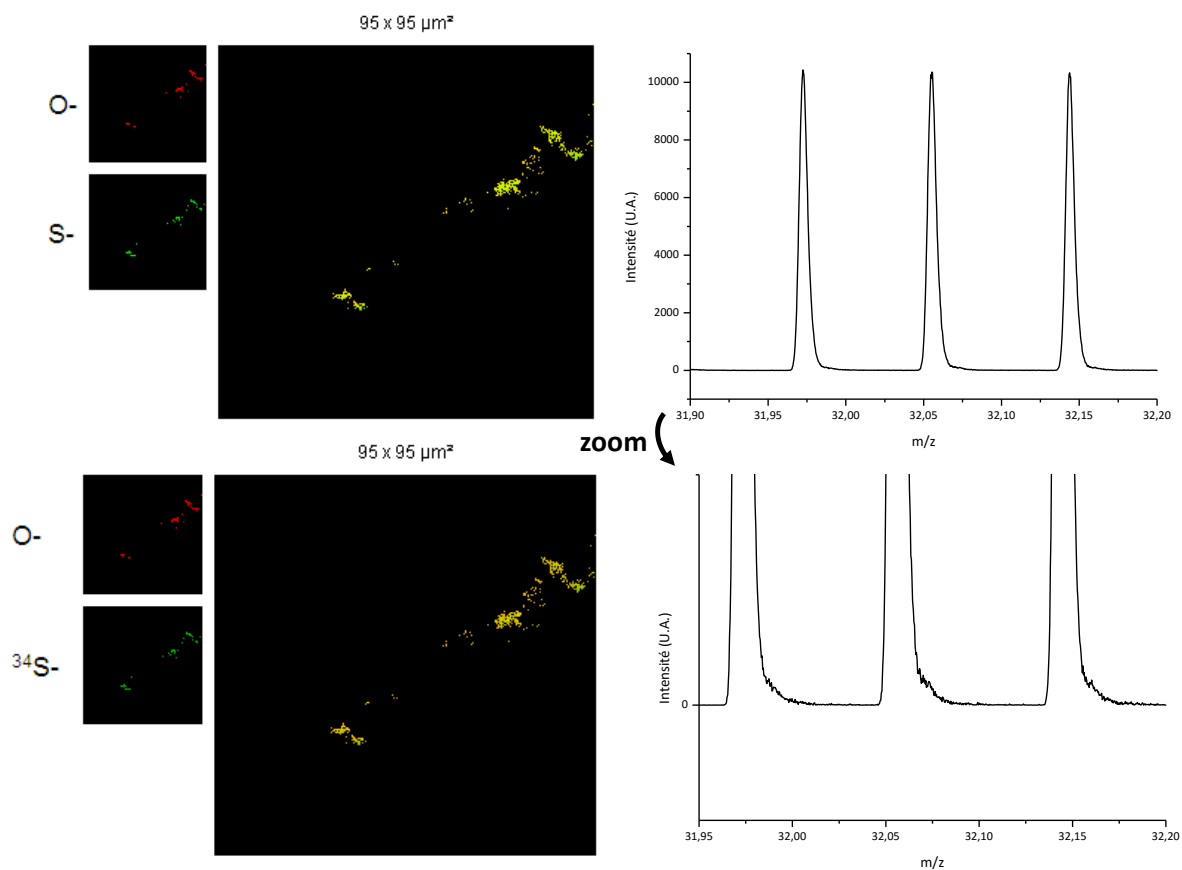 95 x 95 µm²
O-
S-
Intensité (U.A.)
10000
8000
6000
4000
2000
0
31,90
31,95
32,00
32,05
32,10
32,15
32,20
m/z
zoom
95 x 95 µm²
O-
³⁴S-
Intensité (U.A.)
0
31,95
32,00
32,05
32,10
32,15
32,20
m/z